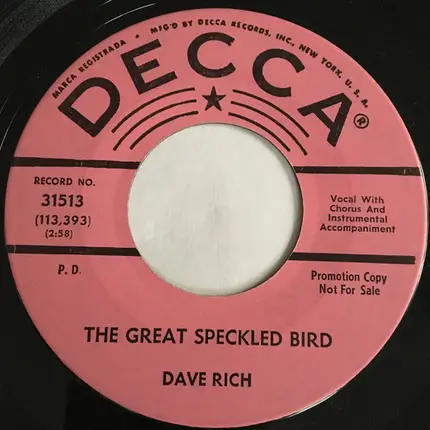 MARCA REGISTRADA • MFG'D BY DECCA RECORDS, INC., NEW YORK, U. S. A.
DECCA®
RECORD NO.
31513
(113,393)
(2:58)
Vocal With
Chorus And
Instrumental
Accompaniment
P. D.
Promotion Copy
Not For Sale
THE GREAT SPECKLED BIRD
DAVE RICH